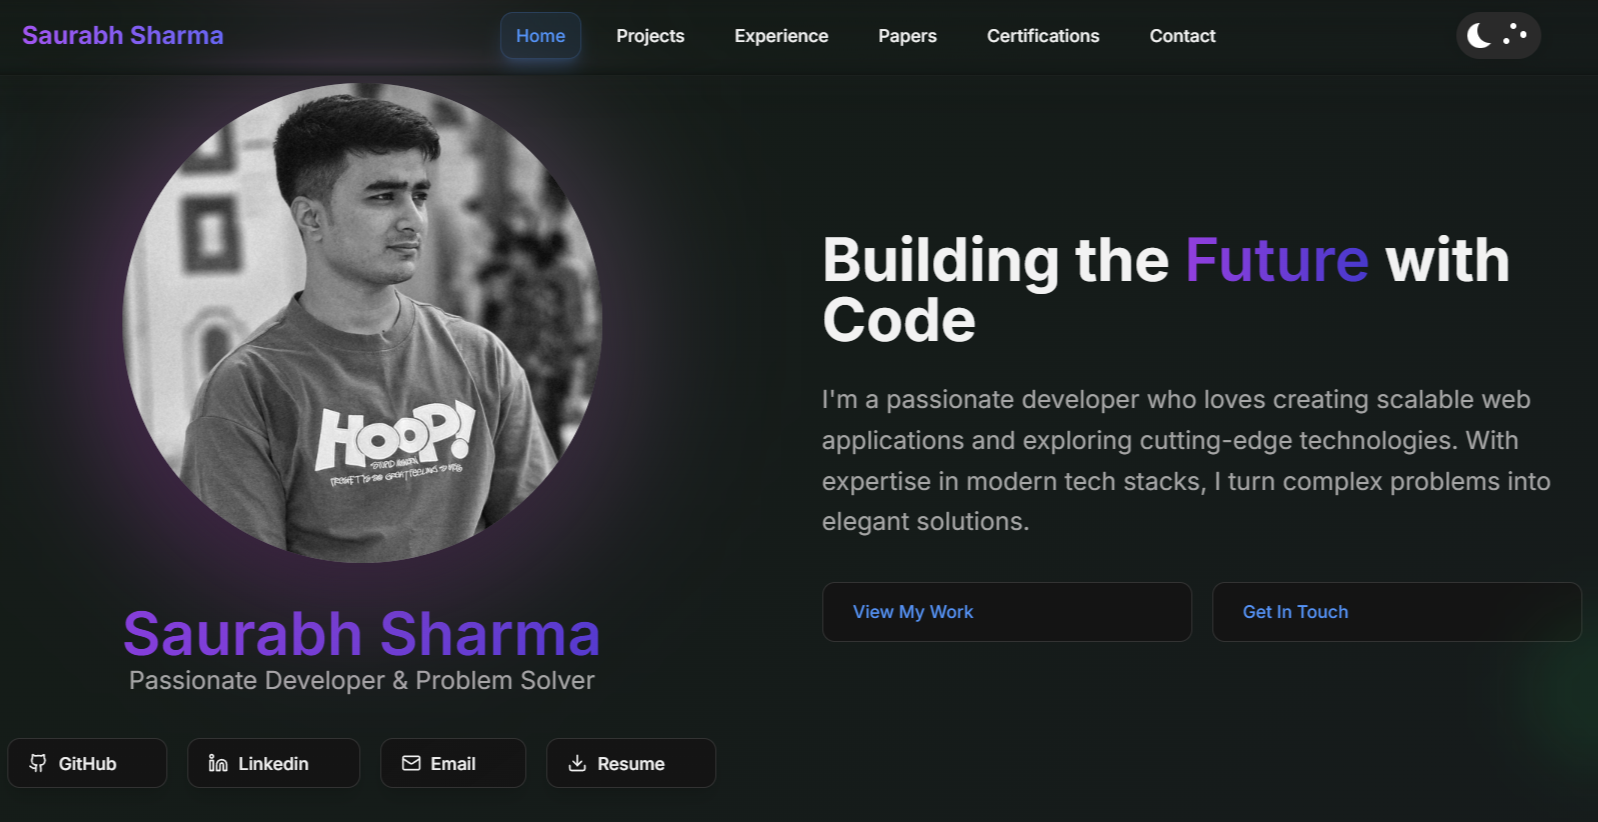 Saurabh Sharma
Home
Projects
Experience
Papers
Certifications
Contact
HOOP!
Saurabh Sharma
Passionate Developer & Problem Solver
GitHub
Linkedin
Email
Resume
Building the Future with
Code
I'm a passionate developer who loves creating scalable web
applications and exploring cutting-edge technologies. With
expertise in modern tech stacks, I turn complex problems into
elegant solutions.
View My Work
Get In Touch